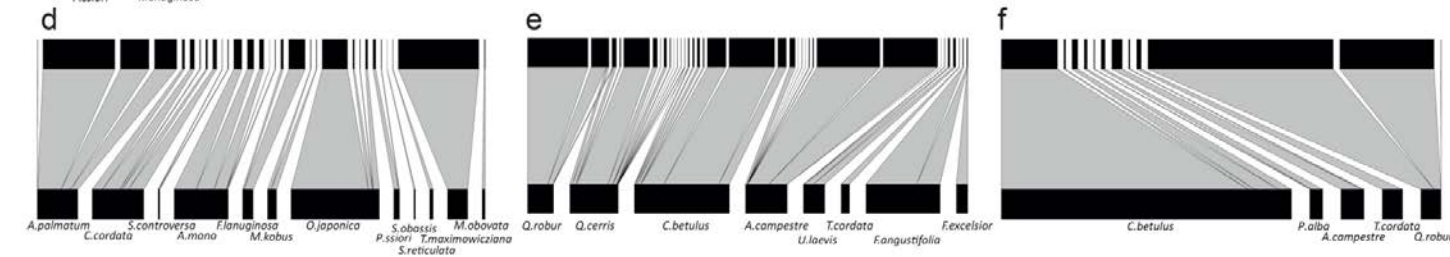 d
e
f
A.palmatum
C.cordata
S.controversa
A.mono
F.lanuginosa
M.kobus
O.japonica
P.ssiori
S.obassis
S.reticulata
T.maximowicziana
M.obovata
Q.robur
Q.cerris
C.betulus
A.campestre
U.laevis
T.cordata
F.angustifolia
F.excelsior
C.betulus
P.alba
A.campestre
T.cordata
Q.robur